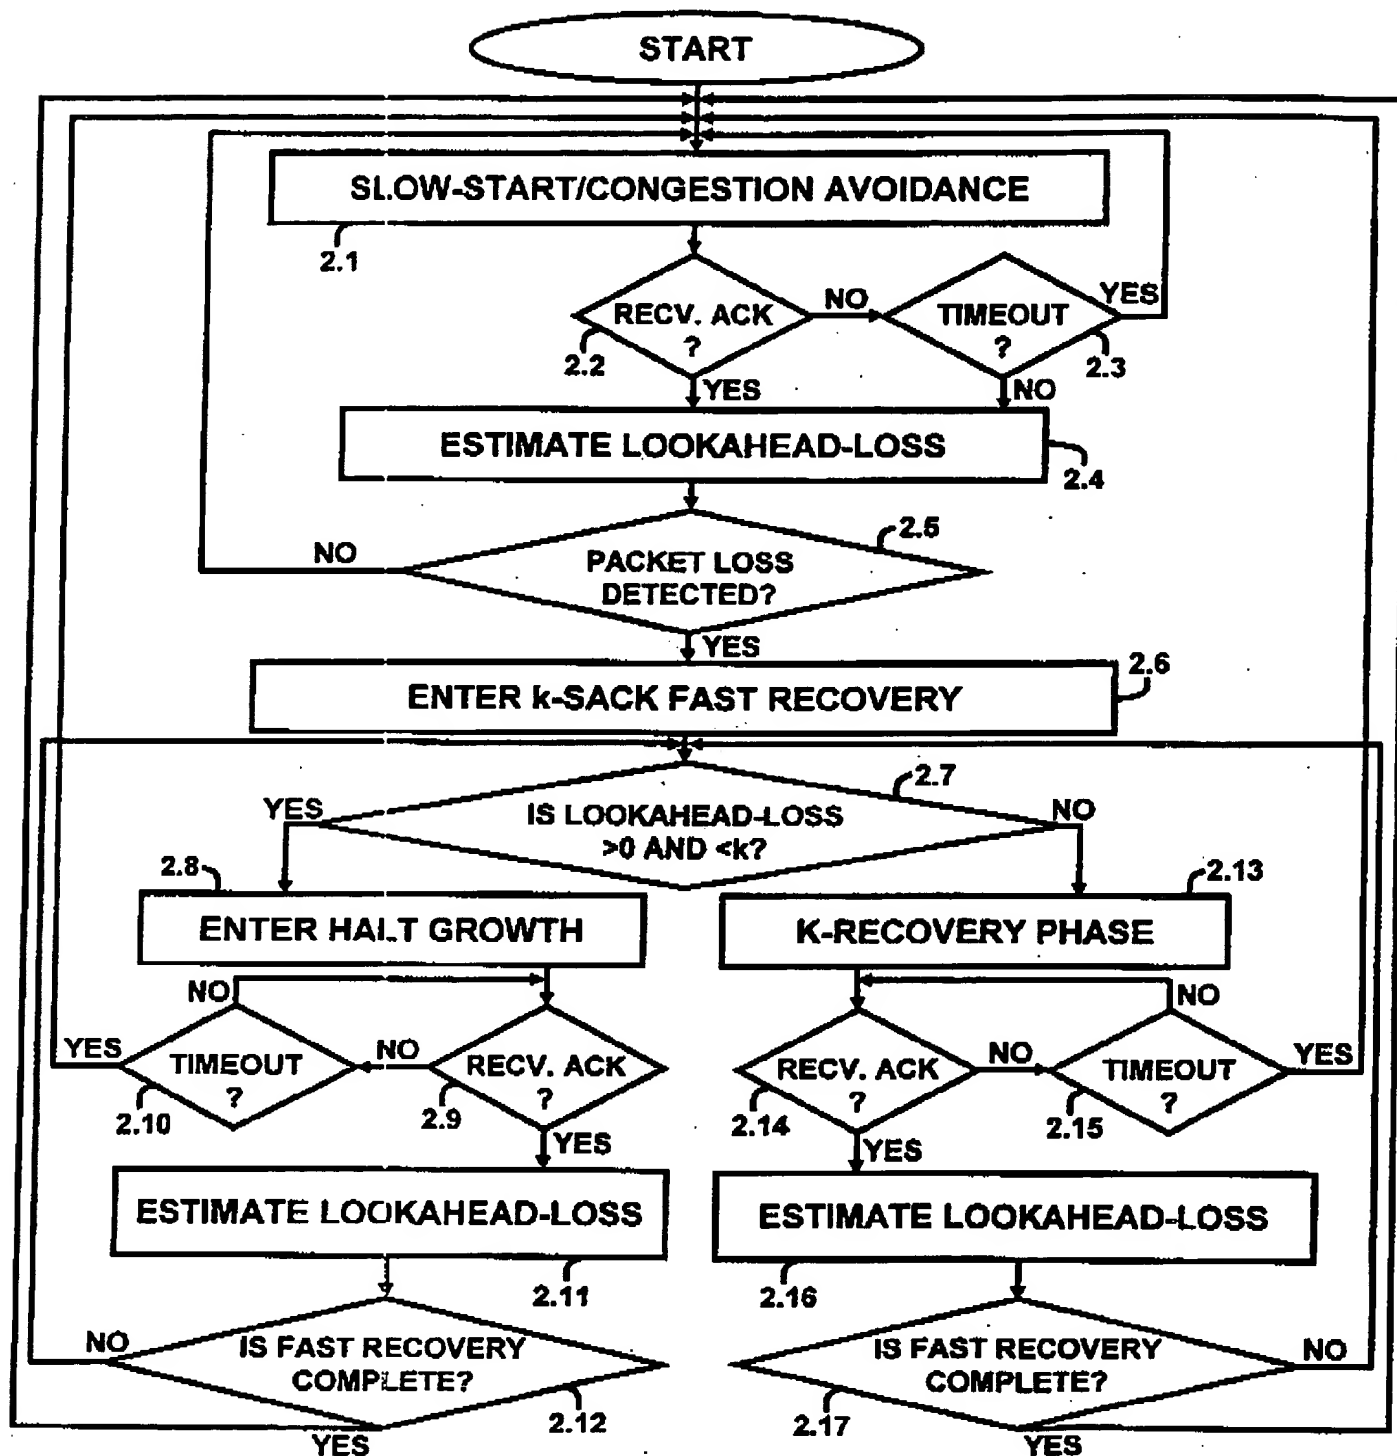 START
SLOW-START/CONGESTION AVOIDANCE
2.1
RECV. ACK
?
2.2
NO
TIMEOUT
?
YES
2.3
YES
NO
ESTIMATE LOOKAHEAD-LOSS
2.4
2.5
NO
PACKET LOSS
DETECTED?
YES
2.6
ENTER k-SACK FAST RECOVERY
2.7
YES
IS LOOKAHEAD-LOSS
>0 AND <k?
NO
2.8
2.13
ENTER HALT GROWTH
K-RECOVERY PHASE
NO
NO
YES
TIMEOUT
?
NO
RECV. ACK
?
RECV. ACK
?
NO
TIMEOUT
?
YES
2.10
2.9
2.14
2.15
YES
YES
ESTIMATE LOOKAHEAD-LOSS
ESTIMATE LOOKAHEAD-LOSS
2.11
2.16
NO
IS FAST RECOVERY
COMPLETE?
IS FAST RECOVERY
COMPLETE?
NO
2.12
2.17
YES
YES